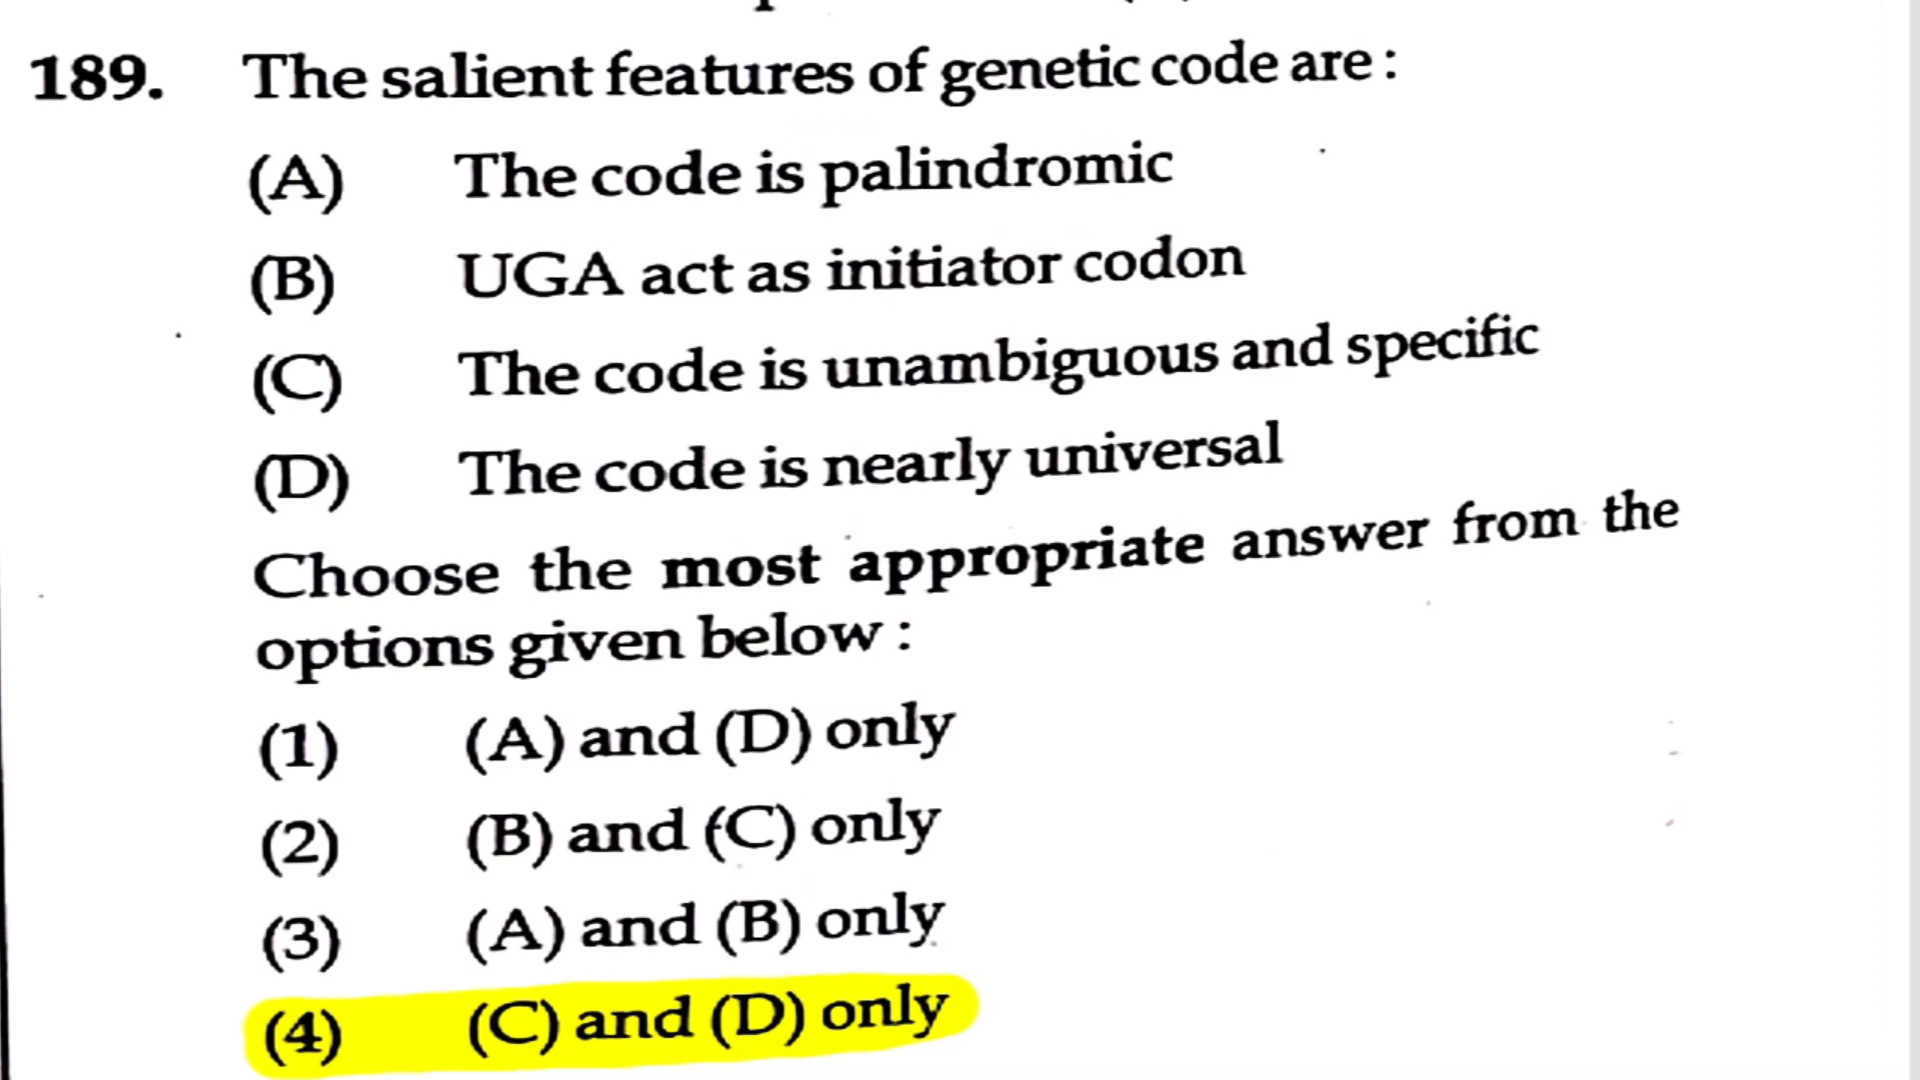 189. The salient features of genetic code are :
(A) The code is palindromic
(B) UGA act as initiator codon
(C) The code is unambiguous and specific
(D) The code is nearly universal
Choose the most appropriate answer from the
options given below :
(1) (A) and (D) only
(2) (B) and (C) only
(3) (A) and (B) only
(4) (C) and (D) only